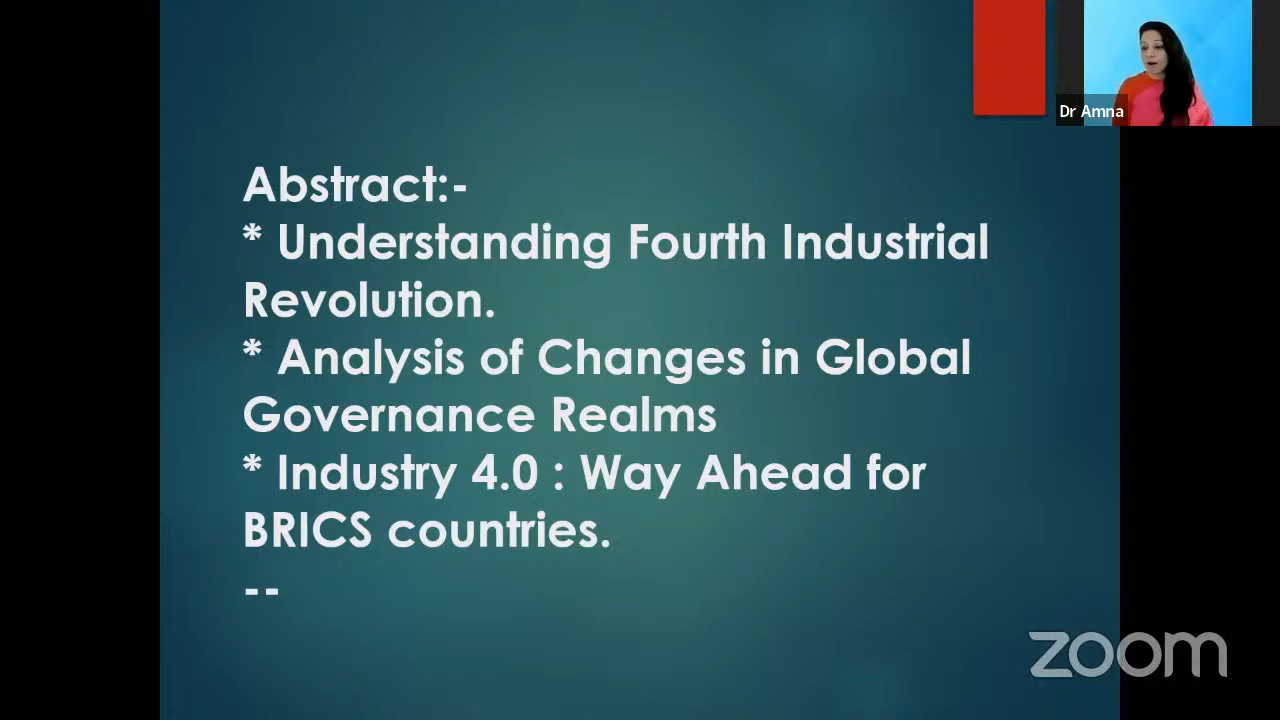 Dr Amna
Abstract:-
* Understanding Fourth Industrial
Revolution.
* Analysis of Changes in Global
Governance Realms
* Industry 4.0 : Way Ahead for
BRICS countries.
--
zoom